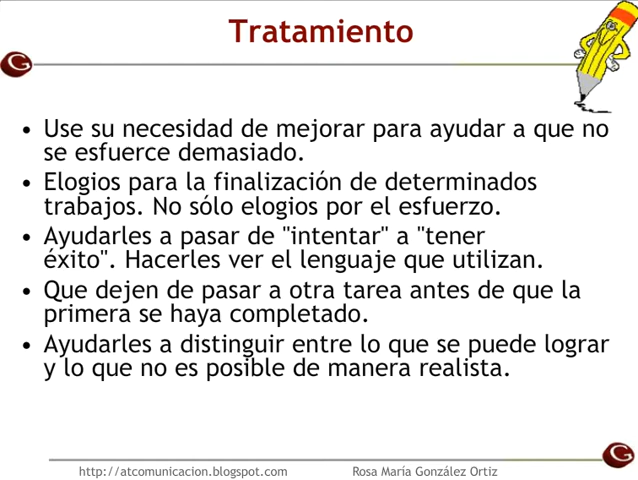 Tratamiento
• Use su necesidad de mejorar para ayudar a que no
se esfuerce demasiado.
• Elogios para la finalización de determinados
trabajos. No sólo elogios por el esfuerzo.
• Ayudarles a pasar de "intentar" a "tener
éxito". Hacerles ver el lenguaje que utilizan.
• Que dejen de pasar a otra tarea antes de que la
primera se haya completado.
• Ayudarles a distinguir entre lo que se puede lograr
y lo que no es posible de manera realista.
http://atcomunicacion.blogspot.com Rosa María González Ortiz